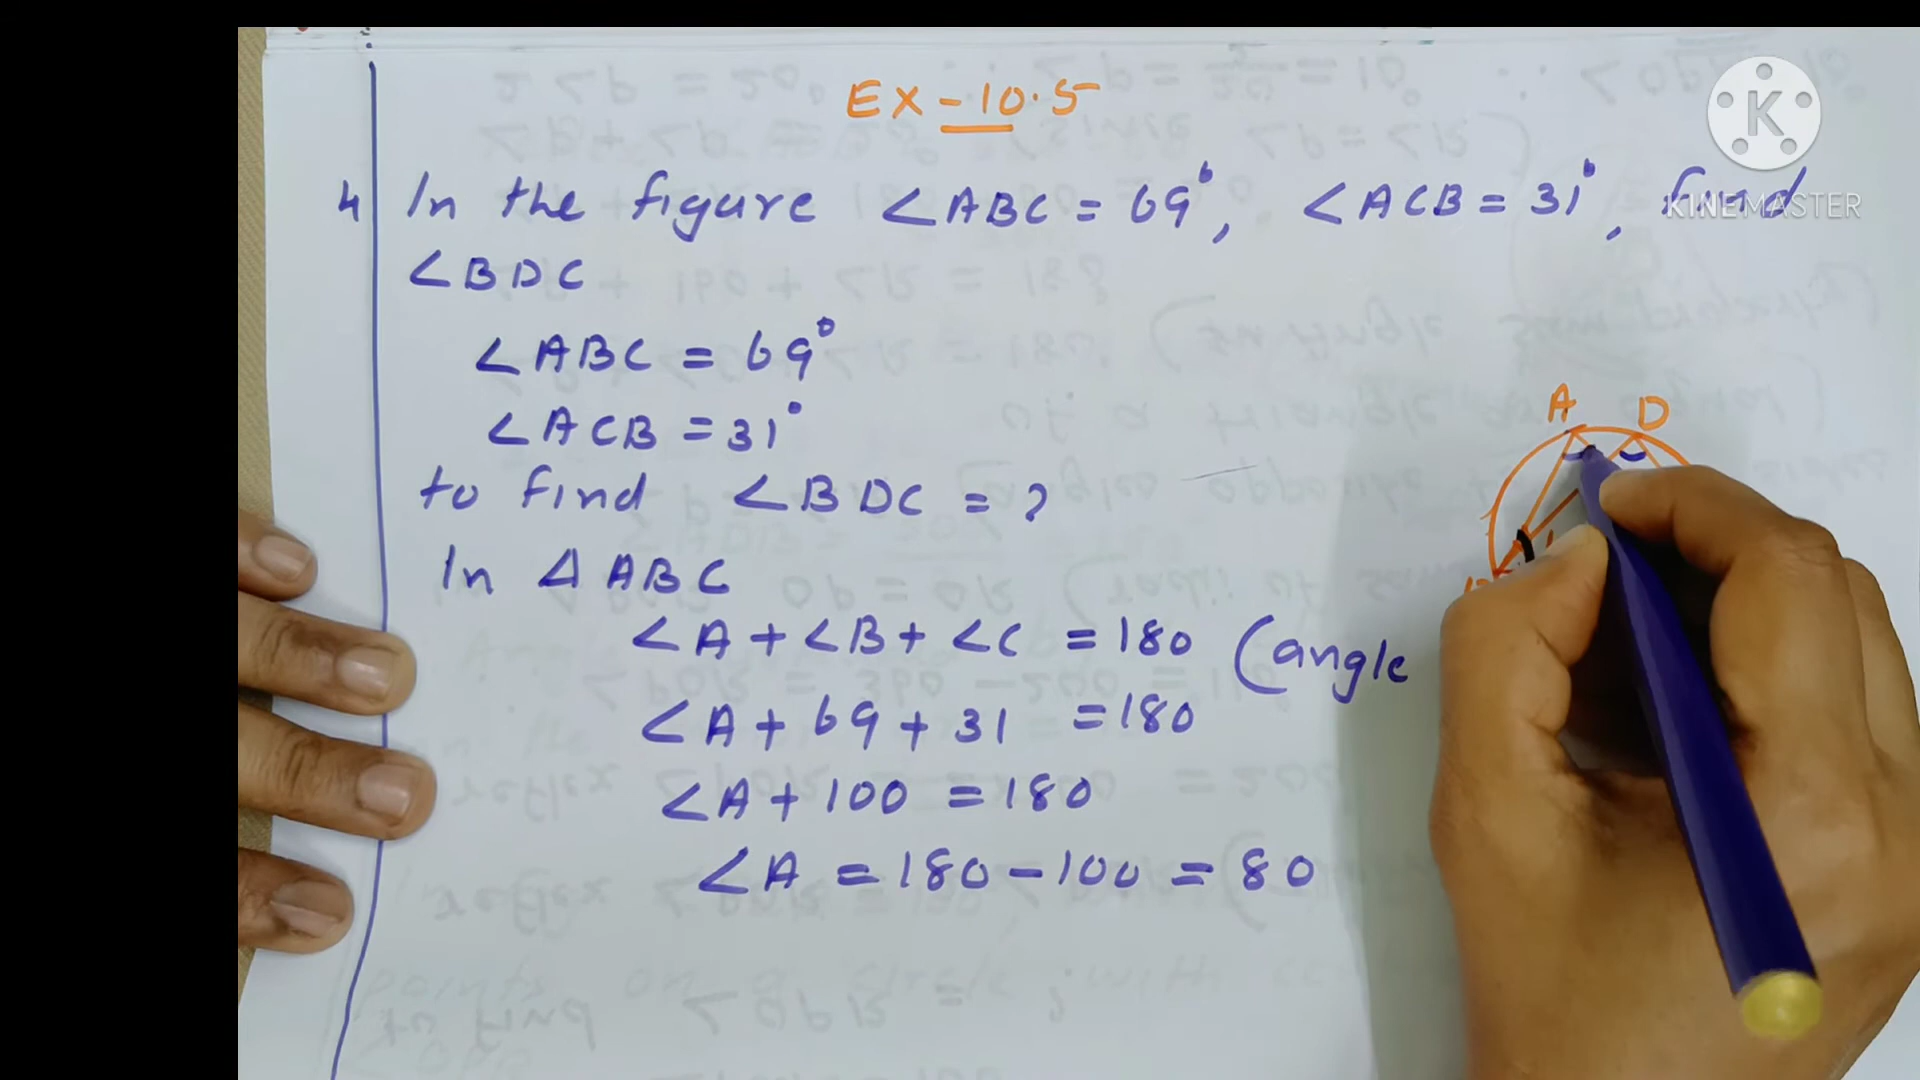 Ex-10.5
4 In the figure ∠ABC = 69°, ∠ACB = 31°, find
∠BDC
∠ABC = 69°
∠ACB = 31°
to find ∠BDC = ?
In ΔABC
∠A + ∠B + ∠C = 180 (angle
∠A + 69 + 31 = 180
∠A + 100 = 180
∠A = 180 - 100 = 80
A D
K
KINEMASTER